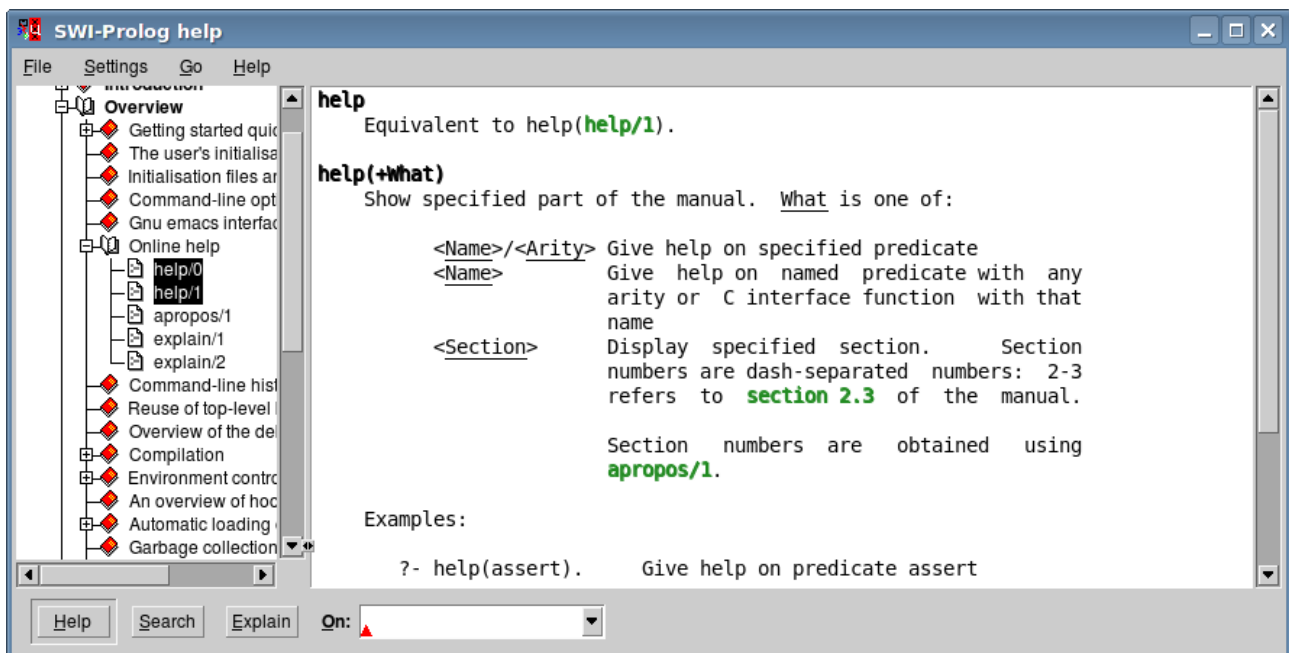 SWI-Prolog help
File Settings Go Help
Introduction
Overview
Getting started quic
The user's initialisa
Initialisation files ar
Command-line opt
Gnu emacs interfac
Online help
help/0
help/1
apropos/1
explain/1
explain/2
Command-line hist
Reuse of top-level
Overview of the de
Compilation
Environment contro
An overview of hoo
Automatic loading
Garbage collection
help
Equivalent to help(help/1).
help(+What)
Show specified part of the manual. What is one of:
<Name>/<Arity> Give help on specified predicate
<Name> Give help on named predicate with any
arity or C interface function with that
name
<Section> Display specified section. Section
numbers are dash-separated numbers: 2-3
refers to section 2.3 of the manual.
Section numbers are obtained using
apropos/1.
Examples:
?- help(assert). Give help on predicate assert
Help Search Explain On: